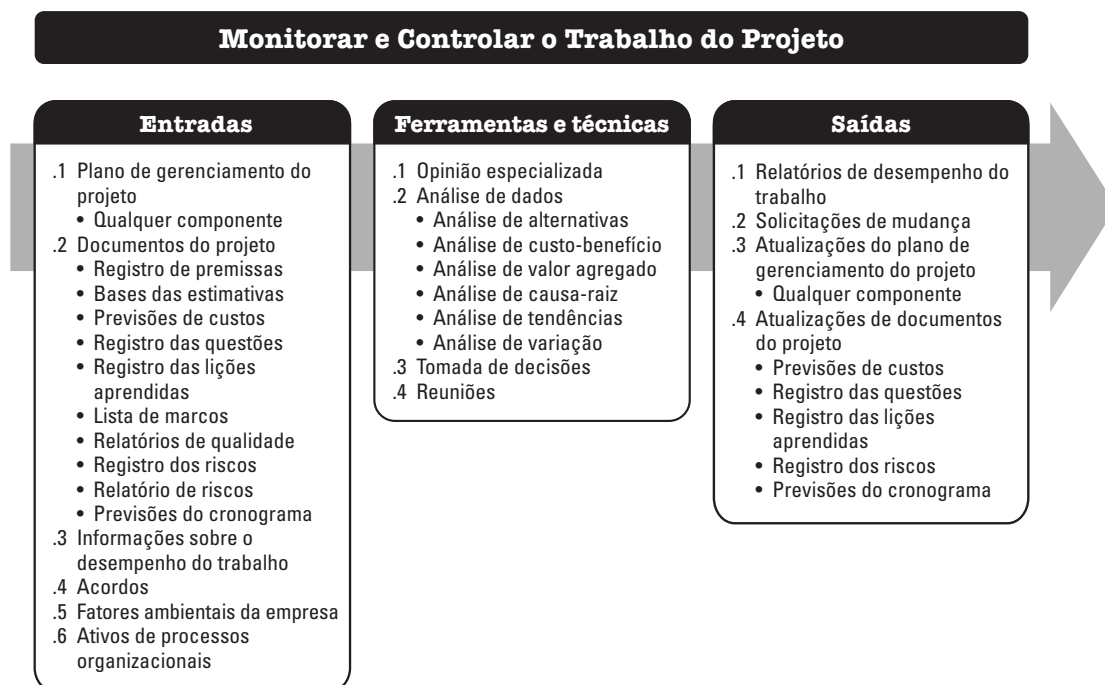 Monitorar e Controlar o Trabalho do Projeto
Entradas
.1 Plano de gerenciamento do
projeto
• Qualquer componente
.2 Documentos do projeto
• Registro de premissas
• Bases das estimativas
• Previsões de custos
• Registro das questões
• Registro das lições
aprendidas
• Lista de marcos
• Relatórios de qualidade
• Registro dos riscos
• Relatório de riscos
• Previsões do cronograma
.3 Informações sobre o
desempenho do trabalho
.4 Acordos
.5 Fatores ambientais da empresa
.6 Ativos de processos
organizacionais
Ferramentas e técnicas
.1 Opinião especializada
.2 Análise de dados
• Análise de alternativas
• Análise de custo-benefício
• Análise de valor agregado
• Análise de causa-raiz
• Análise de tendências
• Análise de variação
.3 Tomada de decisões
.4 Reuniões
Saídas
.1 Relatórios de desempenho do
trabalho
.2 Solicitações de mudança
.3 Atualizações do plano de
gerenciamento do projeto
• Qualquer componente
.4 Atualizações de documentos
do projeto
• Previsões de custos
• Registro das questões
• Registro das lições
aprendidas
• Registro dos riscos
• Previsões do cronograma